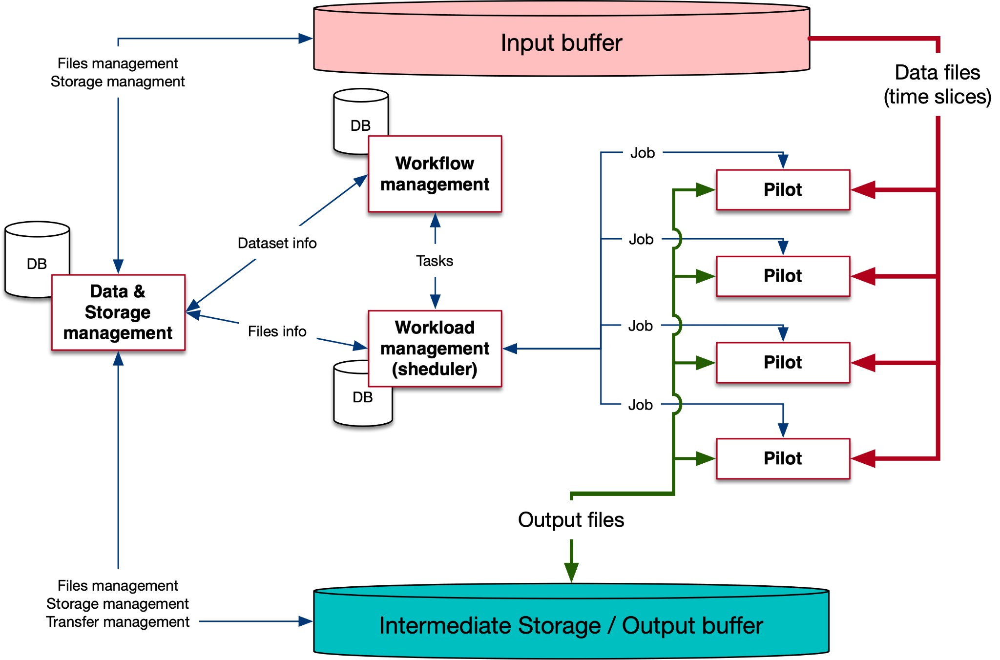 Input buffer
Files management
Storage managment
Data files
(time slices)
DB
Workflow
management
Job
Pilot
Dataset info
Job
Tasks
DB
Pilot
Data &
Storage
management
Files info
Workload
management
(sheduler)
DB
Job
Pilot
Job
Pilot
Output files
Files management
Storage management
Transfer management
Intermediate Storage / Output buffer